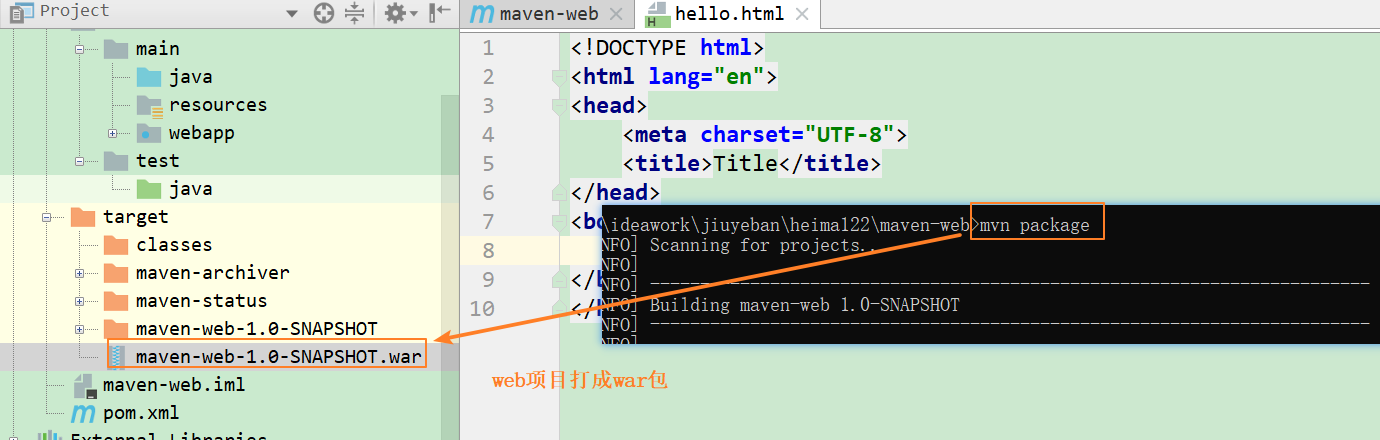 Project
maven-web
hello.html
main
java
resources
webapp
test
java
target
classes
maven-archiver
maven-status
maven-web-1.0-SNAPSHOT
maven-web-1.0-SNAPSHOT.war
maven-web.iml
pom.xml
External Libraries
1 <!DOCTYPE html>
2 <html lang="en">
3 <head>
4 <meta charset="UTF-8">
5 <title>Title</title>
6 </head>
7 <bo
8
9 </b
10 </h
\ideawork\jiuyeban\heima122\maven-web>mvn package
NFO] Scanning for projects..
NFO]
NFO] ------------------------------------------------------------------------
NFO] Building maven-web 1.0-SNAPSHOT
NFO] ------------------------------------------------------------------------
NFO]
web项目打成war包